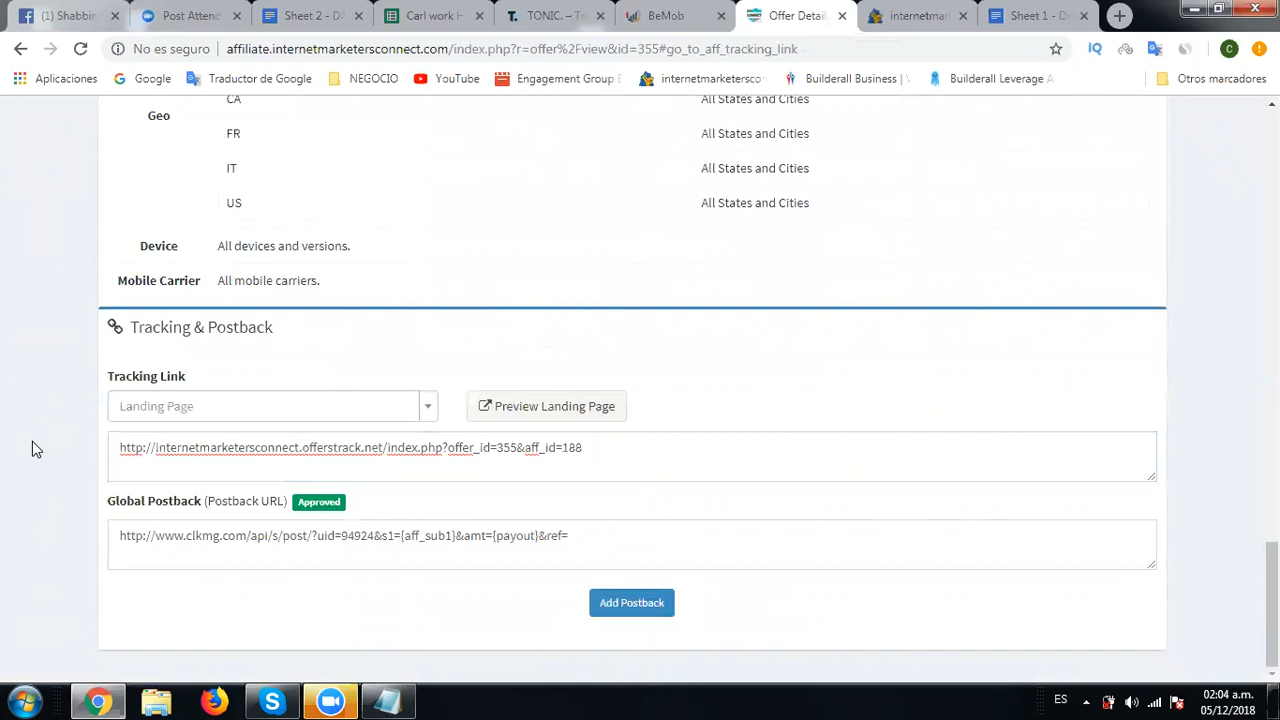 (1) Shabbir
Post Attend
Sheet 2 - DA
Carl work H
TONIC. – Te
BeMob
Offer Detail
internetmar
Sheet 1 - Do
No es seguro
affiliate.internetmarketersconnect.com/index.php?r=offer%2Fview&id=355#go_to_aff_tracking_link
C
Aplicaciones
Google
Traductor de Google
NEGOCIO
YouTube
Engagement Group E
internetmarketersco
Builderall Business | V
Builderall Leverage A
Otros marcadores
CA All States and Cities
Geo
FR All States and Cities
IT All States and Cities
US All States and Cities
Device All devices and versions.
Mobile Carrier All mobile carriers.
Tracking & Postback
Tracking Link
Landing Page
Preview Landing Page
http://internetmarketersconnect.offerstrack.net/index.php?offer_id=355&aff_id=188
Global Postback (Postback URL) Approved
http://www.clkmg.com/api/s/post/?uid=94924&s1={aff_sub1}&amt={payout}&ref=
Add Postback
ES
02:04 a.m.
05/12/2018